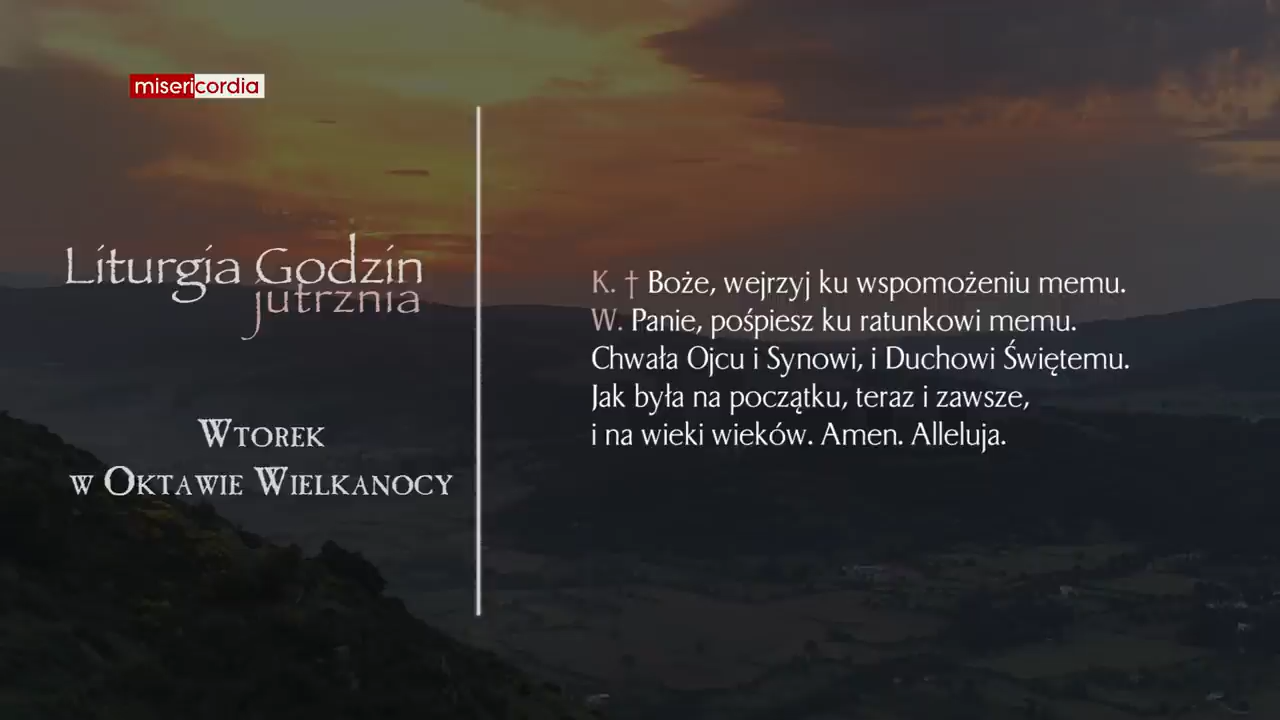 misericordia
Liturgia Godzin
jutrznia
Wtorek
w Oktawie Wielkanocy
K. † Boże, wejrzyj ku wspomożeniu memu.
W. Panie, pośpiesz ku ratunkowi memu.
Chwała Ojcu i Synowi, i Duchowi Świętemu.
Jak była na początku, teraz i zawsze,
i na wieki wieków. Amen. Alleluja.